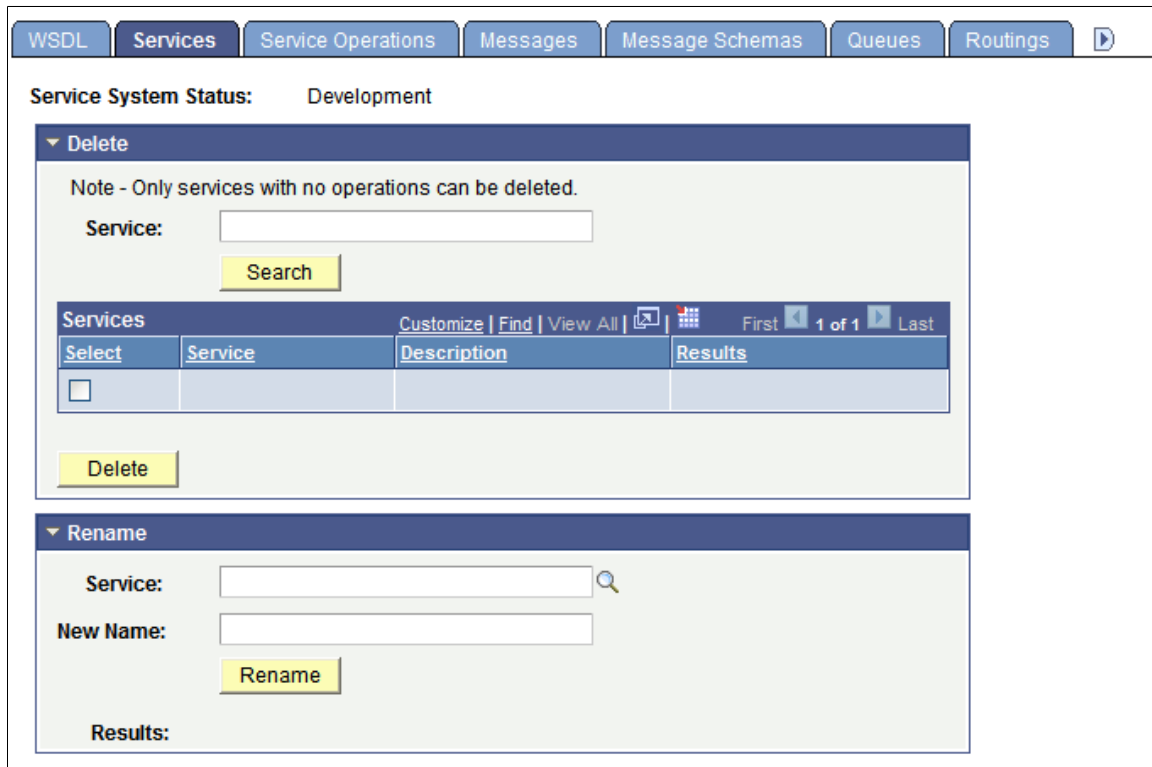 WSDL Services Service Operations Messages Message Schemas Queues Routings
Service System Status: Development
Delete
Note - Only services with no operations can be deleted.
Service:
Search
Services Customize | Find | View All | | First 1 of 1 Last
Select Service Description Results
Delete
Rename
Service:
New Name:
Rename
Results: